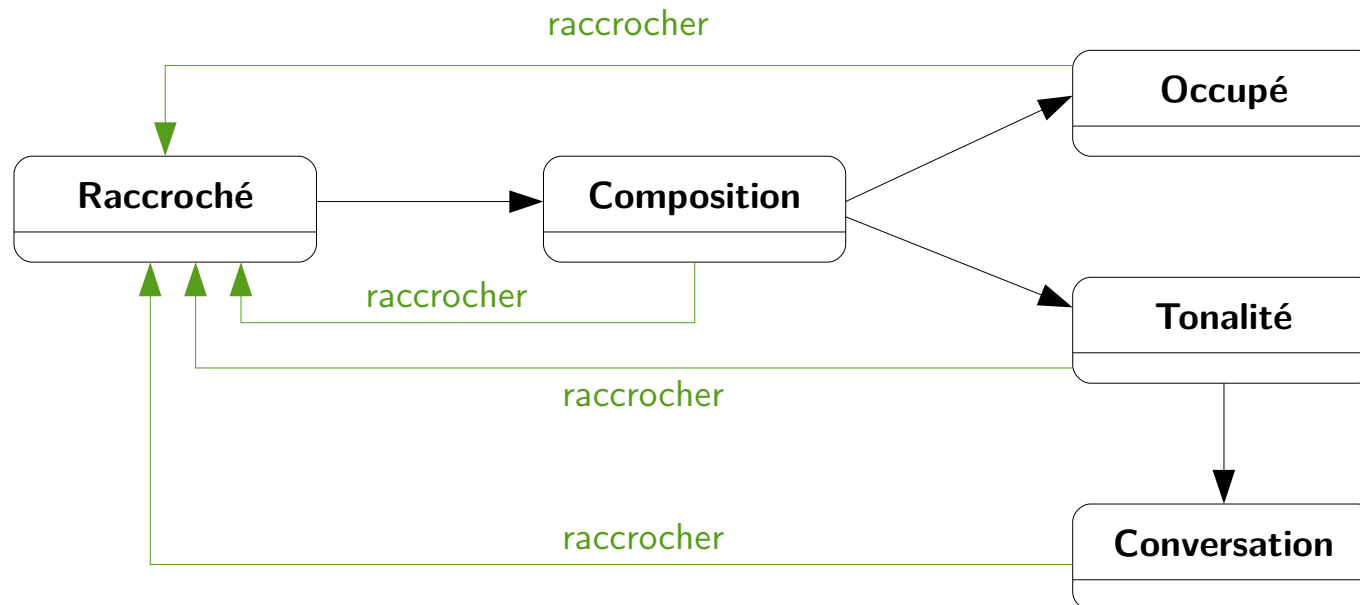 raccrocher
Occupé
Raccroché
Composition
raccrocher
Tonalité
raccrocher
raccrocher
Conversation